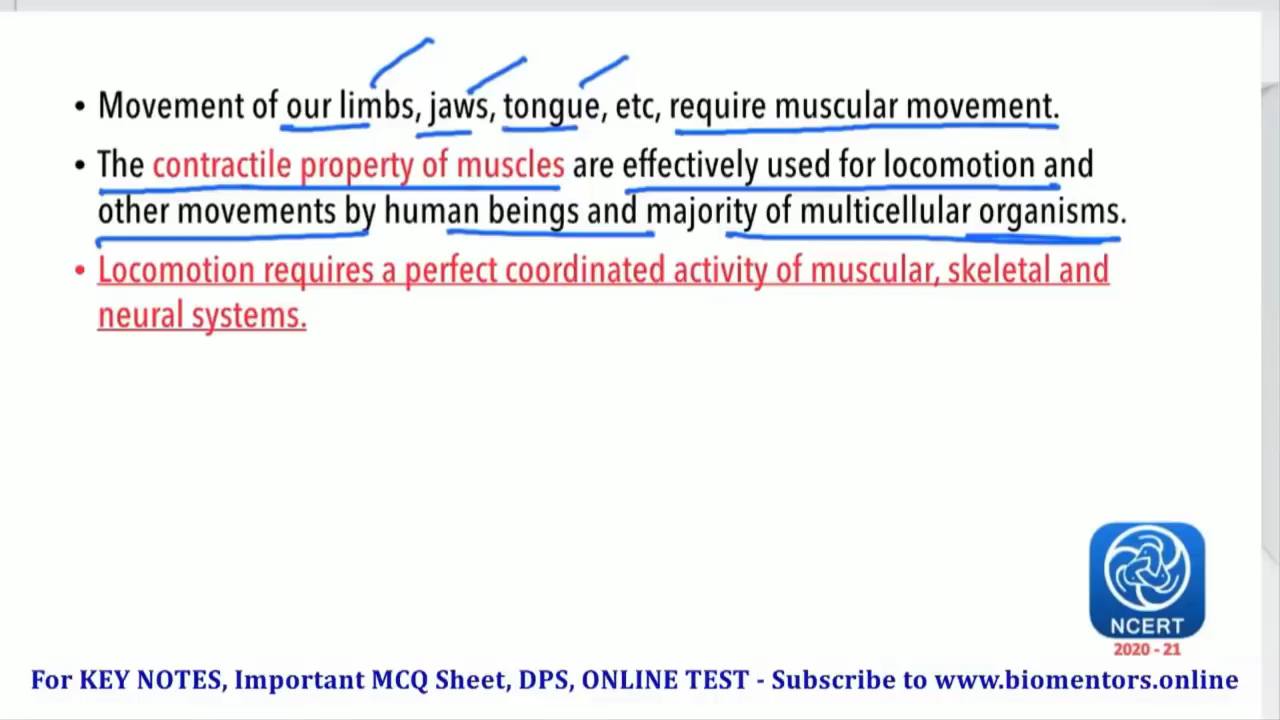 • Movement of our limbs, jaws, tongue, etc, require muscular movement.
• The contractile property of muscles are effectively used for locomotion and
other movements by human beings and majority of multicellular organisms.
• Locomotion requires a perfect coordinated activity of muscular, skeletal and
neural systems.
NCERT
2020 - 21
For KEY NOTES, Important MCQ Sheet, DPS, ONLINE TEST - Subscribe to www.biomentors.online